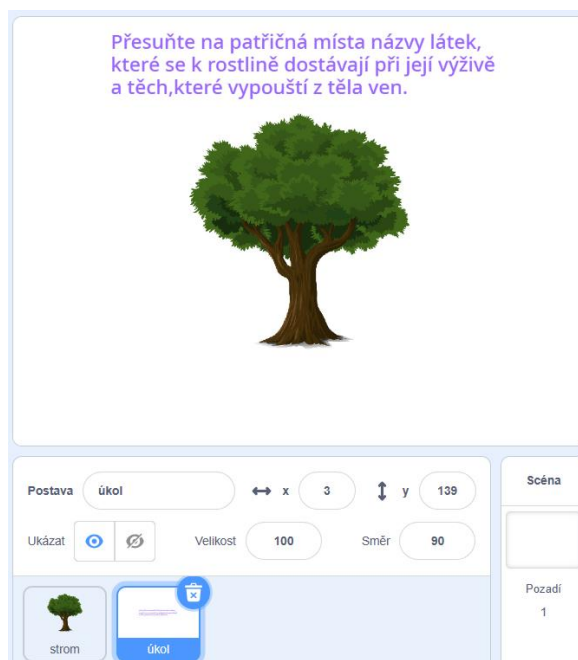 Přesuňte na patřičná místa názvy látek,
které se k rostlině dostávají při její výživě
a těch,které vypouští z těla ven.
Postava úkol x 3 y 139
Ukázat Velikost 100 Směr 90
strom úkol
Scéna
Pozadí
1